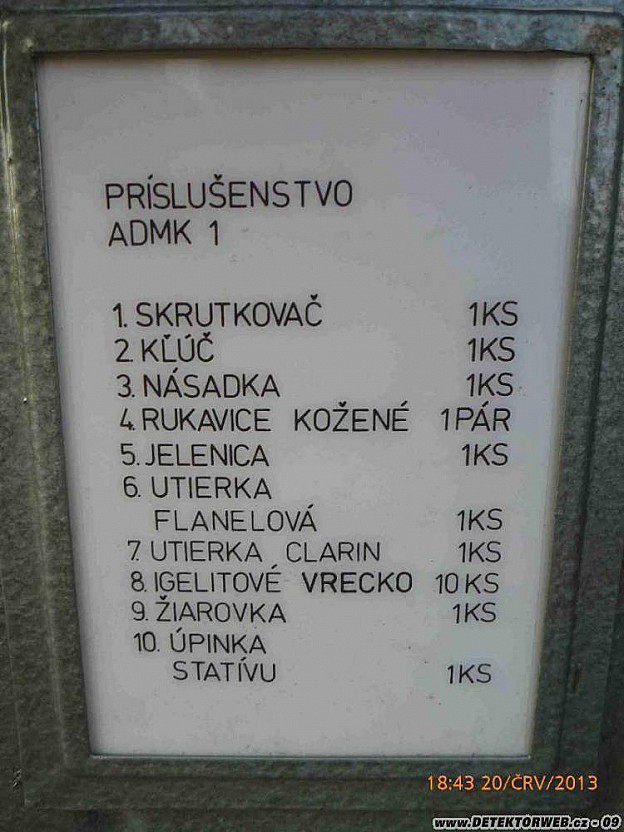 PRÍSLUŠENSTVO
ADMK 1
1. SKRUTKOVAČ 1KS
2. KĽÚČ 1KS
3. NÁSADKA 1KS
4. RUKAVICE KOŽENÉ 1PÁR
5. JELENICA 1KS
6. UTIERKA
FLANELOVÁ 1KS
7. UTIERKA CLARIN 1KS
8. IGELITOVÉ VRECKO 10KS
9. ŽIAROVKA 1KS
10. ÚPINKA
STATÍVU 1KS
18:43 20/ČRV/2013
www.DETEKTORWEB.cz - 09